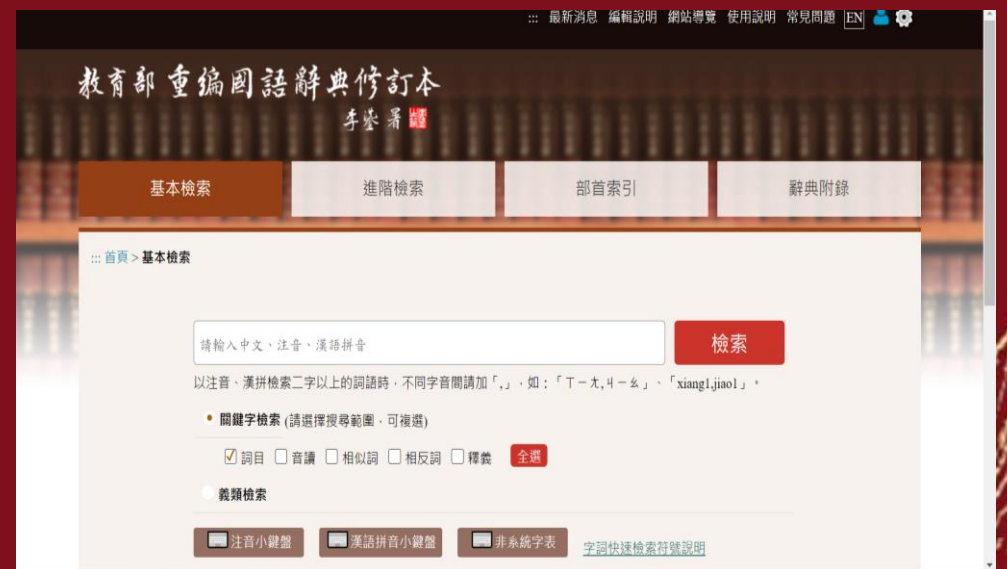 ::: 最新消息 編輯說明 網站導覽 使用說明 常見問題 EN
教育部 重編國語辭典修訂本
李鍌署
基本檢索 進階檢索 部首索引 辭典附錄
::: 首頁 > 基本檢索
請輸入中文、注音、漢語拼音 檢索
以注音、漢拼檢索二字以上的詞語時，不同字音間請加「,」，如：「ㄒㄧㄤ,ㄐㄧㄠ」、「xiang1,jiao1」。
關鍵字檢索 (請選擇搜尋範圍，可複選)
詞目 音讀 相似詞 相反詞 釋義 全選
義類檢索
注音小鍵盤 漢語拼音小鍵盤 非系統字表 字詞快速檢索符號說明